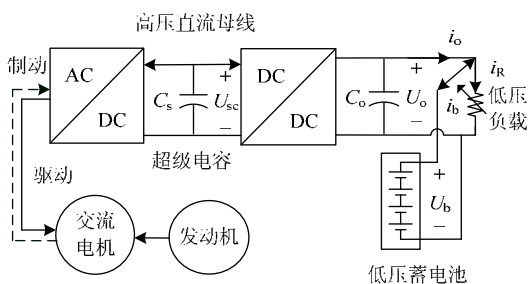 高压直流母线
制动
AC
DC
C_s
+
U_sc
−
超级电容
DC
DC
C_o
+
U_o
−
i_o
i_R
i_b
低压
负载
驱动
交流
电机
发动机
+
U_b
−
低压蓄电池